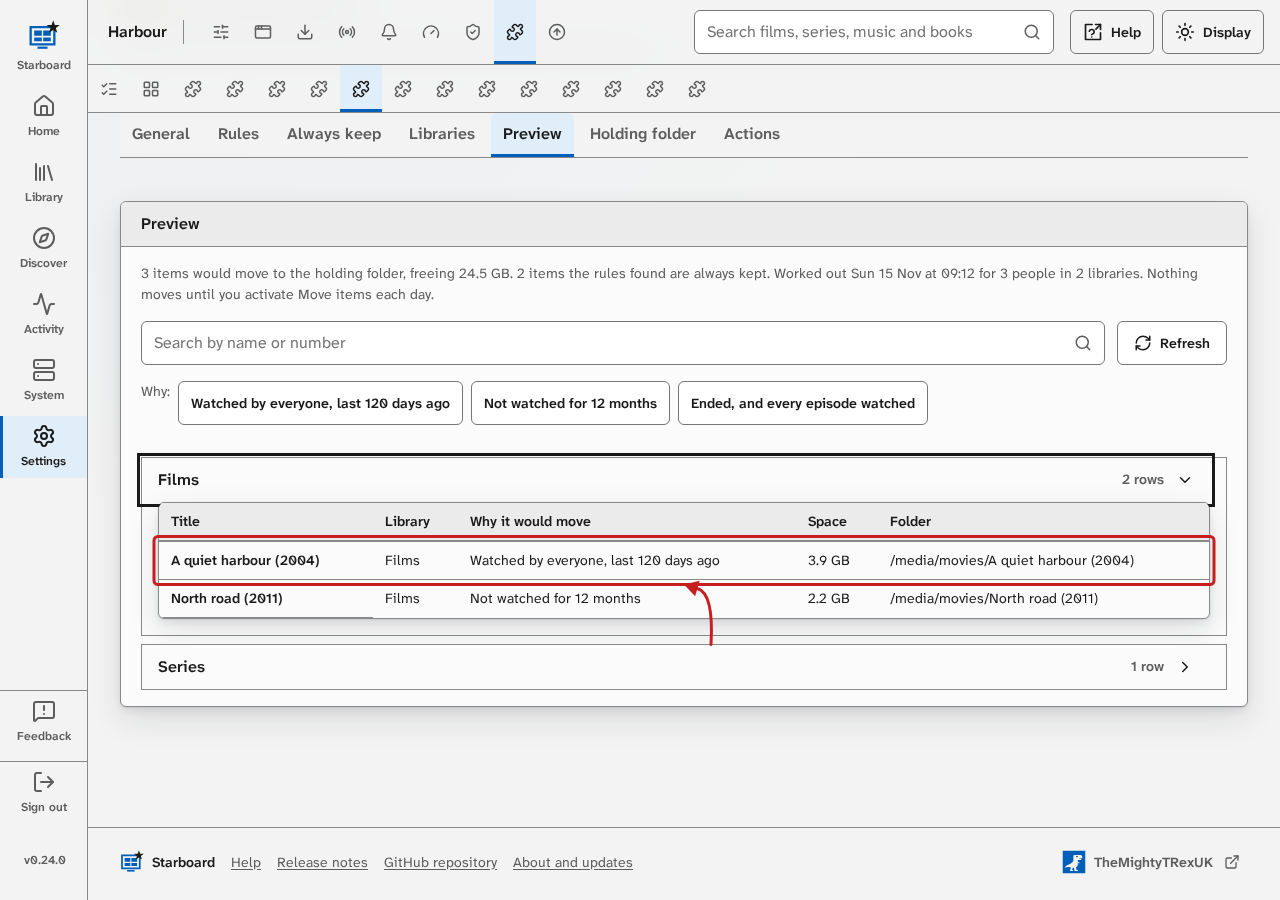 Starboard
Home
Library
Discover
Activity
System
Settings
Feedback
Sign out
v0.24.0
Harbour
Search films, series, music and books
Help
Display
General
Rules
Always keep
Libraries
Preview
Holding folder
Actions
Preview
3 items would move to the holding folder, freeing 24.5 GB. 2 items the rules found are always kept. Worked out Sun 15 Nov at 09:12 for 3 people in 2 libraries. Nothing
moves until you activate Move items each day.
Search by name or number
Refresh
Why:
Watched by everyone, last 120 days ago
Not watched for 12 months
Ended, and every episode watched
Films
2 rows
Title Library Why it would move Space Folder
A quiet harbour (2004) Films Watched by everyone, last 120 days ago 3.9 GB /media/movies/A quiet harbour (2004)
North road (2011) Films Not watched for 12 months 2.2 GB /media/movies/North road (2011)
Series
1 row
Starboard
Help
Release notes
GitHub repository
About and updates
TheMightyTRexUK